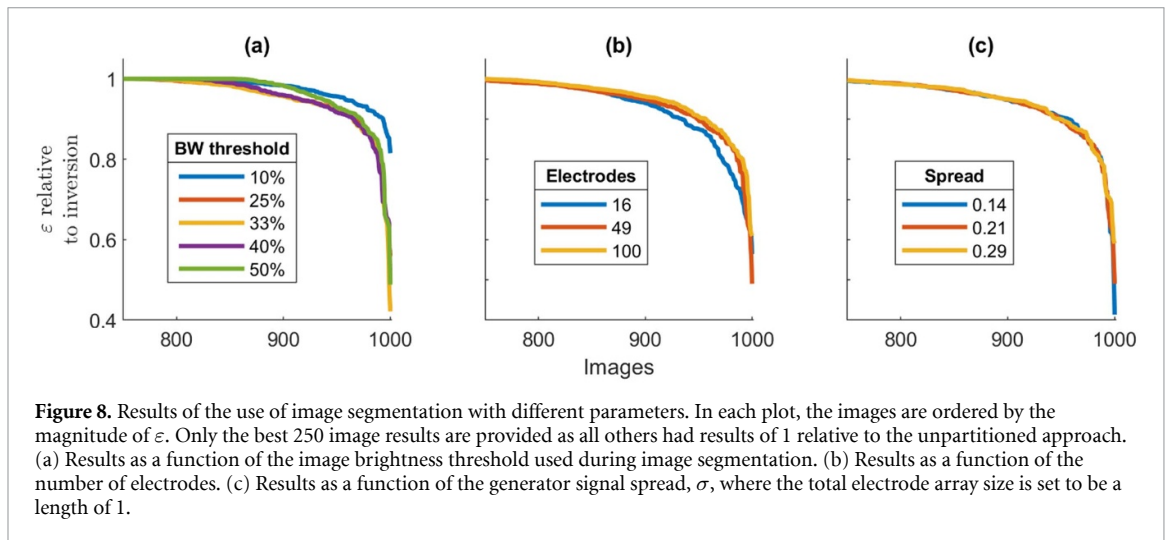 (a)
(b)
(c)
1
0.8
0.6
0.4
ε relative
to inversion
BW threshold
10%
25%
33%
40%
50%
Electrodes
16
49
100
Spread
0.14
0.21
0.29
800 900 1000
800 900 1000
800 900 1000
Images
Figure 8. Results of the use of image segmentation with different parameters. In each plot, the images are ordered by the
magnitude of ε. Only the best 250 image results are provided as all others had results of 1 relative to the unpartitioned approach.
(a) Results as a function of the image brightness threshold used during image segmentation. (b) Results as a function of the
number of electrodes. (c) Results as a function of the generator signal spread, σ, where the total electrode array size is set to be a
length of 1.